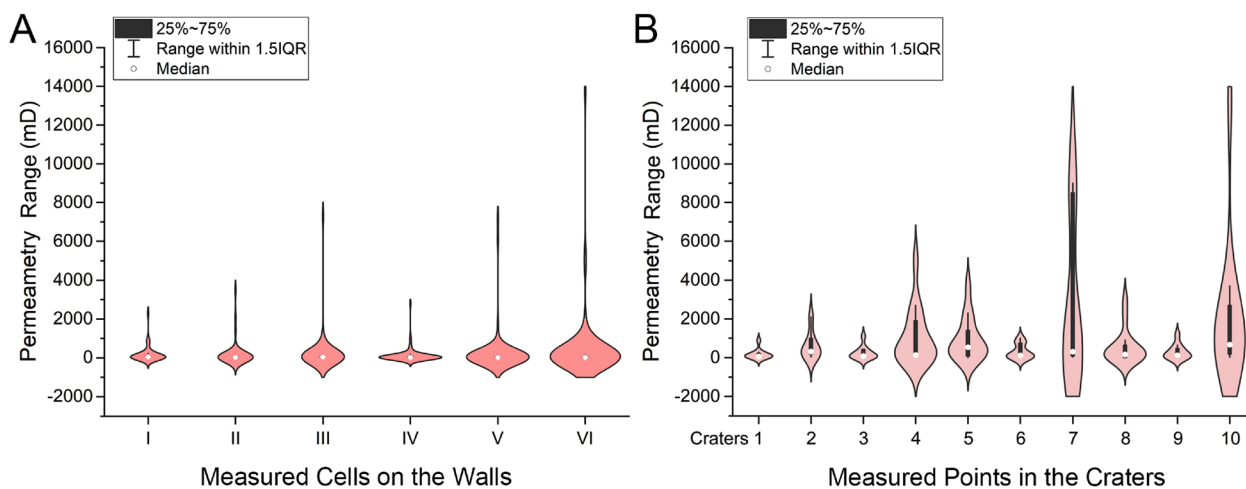 A
25%~75%
Range within 1.5IQR
Median
Permeametry Range (mD)
16000
14000
12000
10000
8000
6000
4000
2000
0
-2000
I II III IV V VI
Measured Cells on the Walls
B
25%~75%
Range within 1.5IQR
Median
Permeametry Range (mD)
16000
14000
12000
10000
8000
6000
4000
2000
0
-2000
Craters 1 2 3 4 5 6 7 8 9 10
Measured Points in the Craters